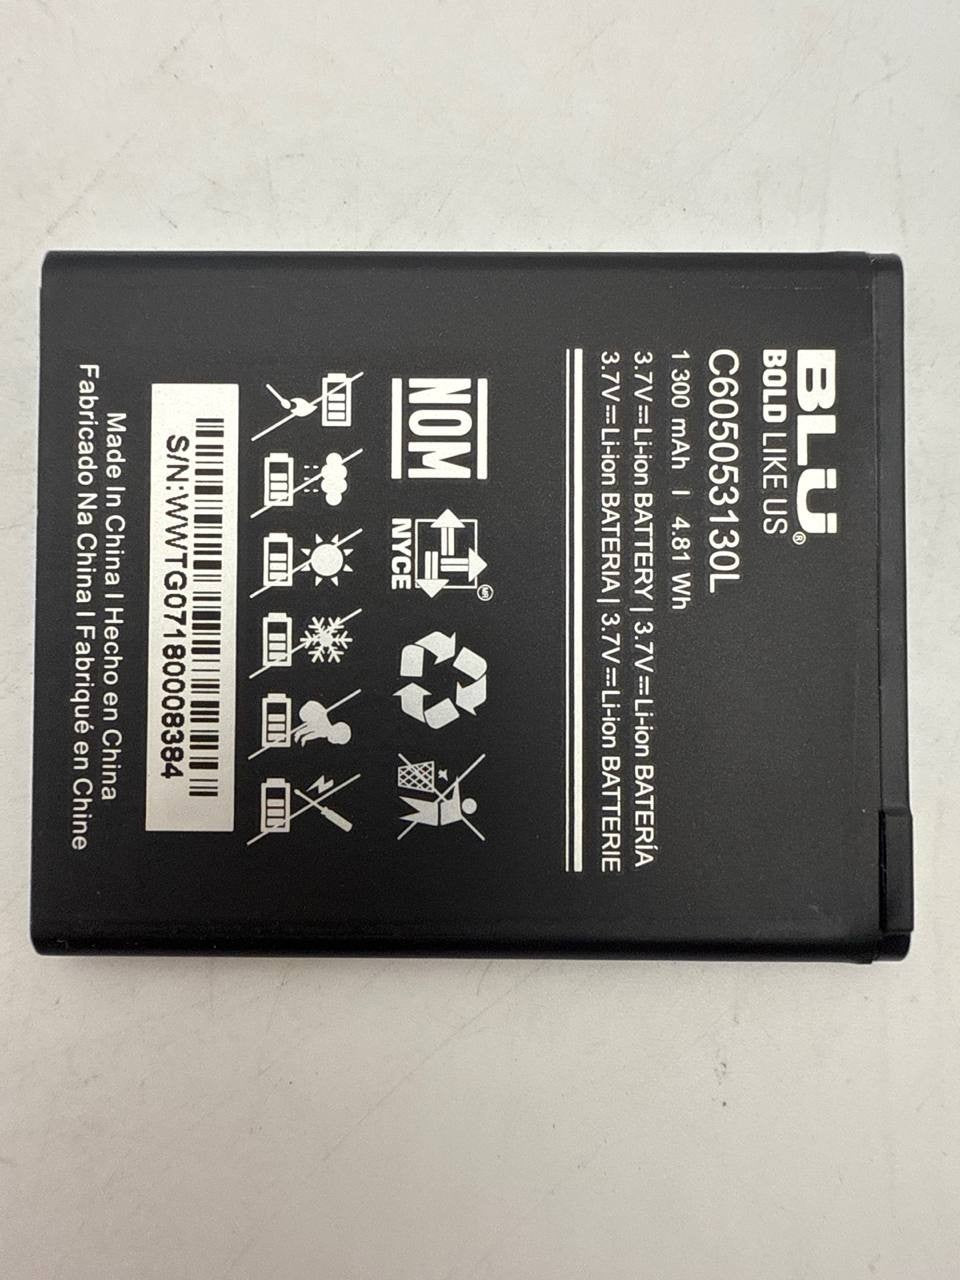 BLU®
BOLD LIKE US
C605053130L
1 300 mAh I 4.81 Wh
3.7V⎓Li-ion BATTERY | 3.7V⎓Li-ion BATERÍA
3.7V⎓Li-ion BATERIA | 3.7V⎓Li-ion BATTERIE
NOM
NYCE
MR
S/N:WWTG07180008384
Made In China I Hecho en China
Fabricado Na China I Fabriqué en Chine